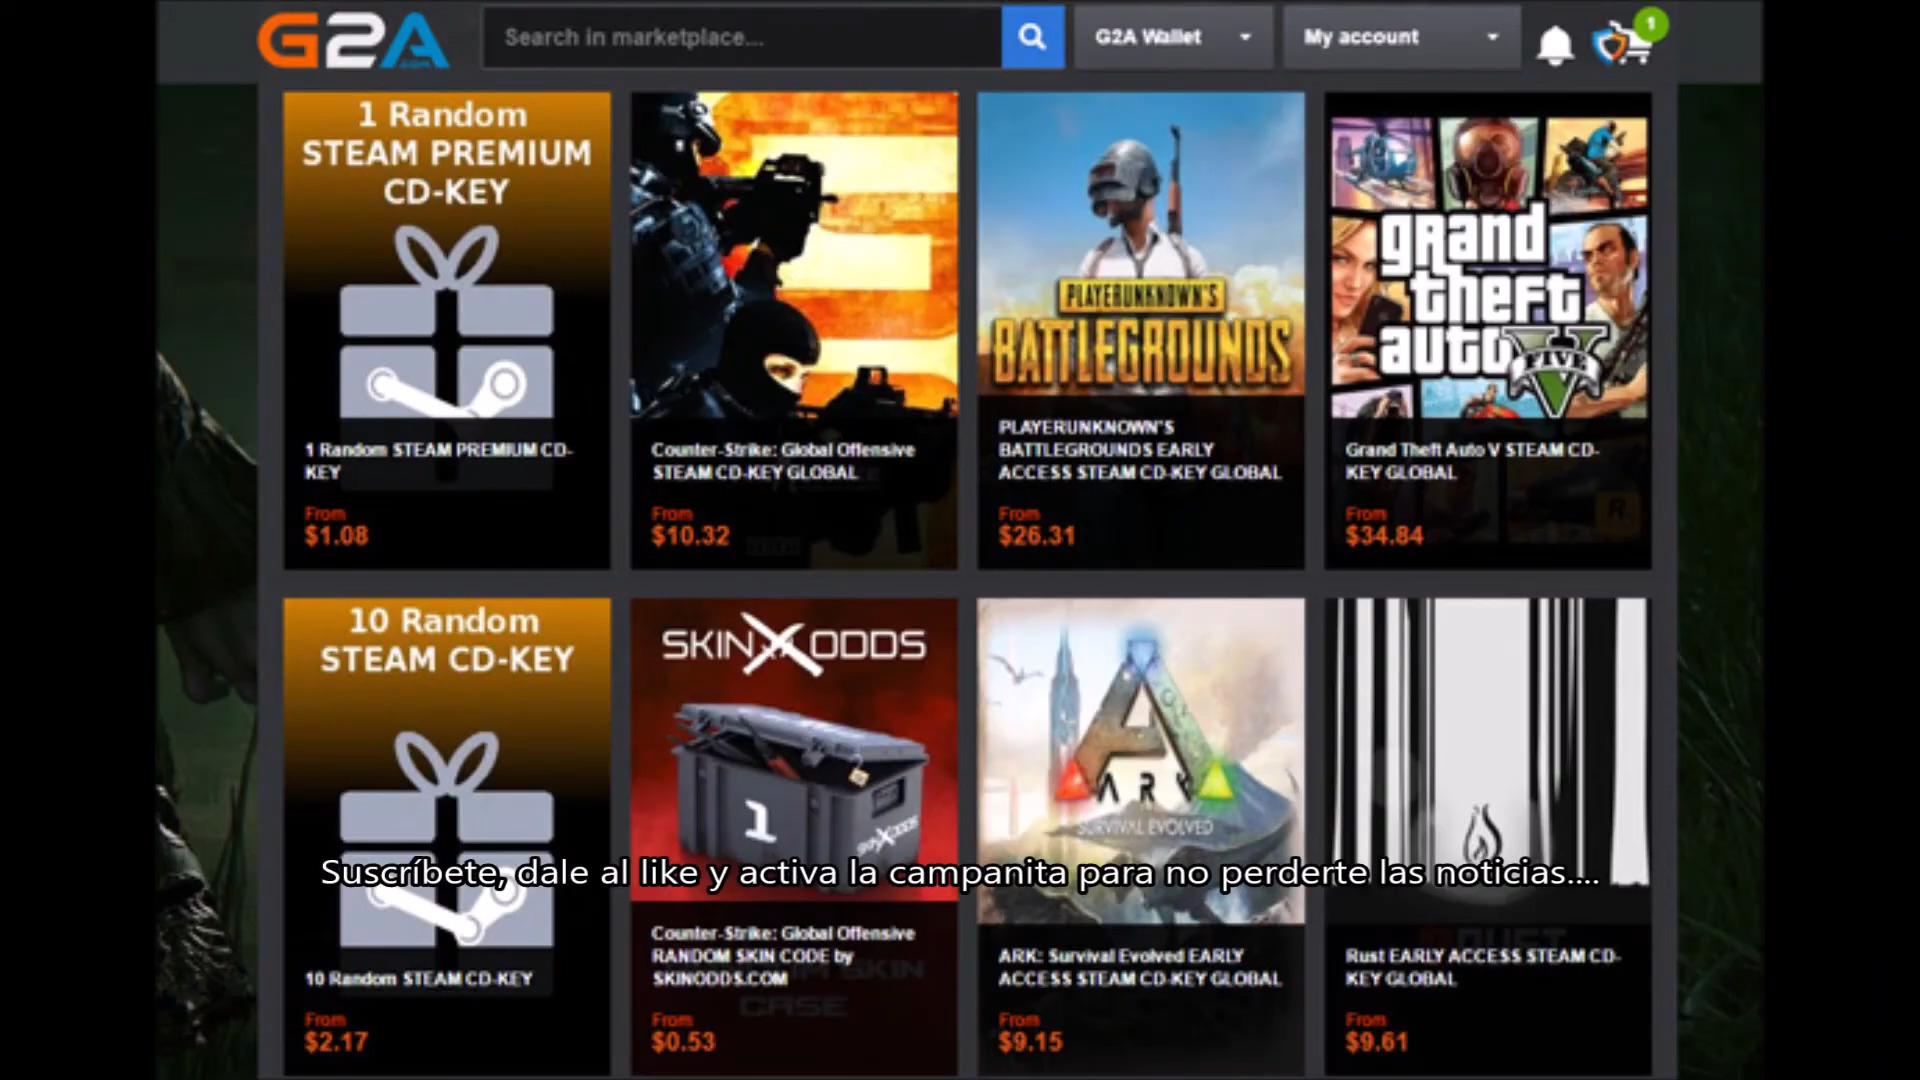 G2A
.COM
Search in marketplace...
G2A Wallet
My account
1
1 Random
STEAM PREMIUM
CD-KEY
1 Random STEAM PREMIUM CD-
KEY
From
$1.08
Counter-Strike: Global Offensive
STEAM CD-KEY GLOBAL
From
$10.32
PLAYERUNKNOWN'S
BATTLEGROUNDS
PLAYERUNKNOWN'S
BATTLEGROUNDS EARLY
ACCESS STEAM CD-KEY GLOBAL
From
$26.31
grand
theft
auto V
FIVE
Grand Theft Auto V STEAM CD-
KEY GLOBAL
From
$34.84
10 Random
STEAM CD-KEY
10 Random STEAM CD-KEY
From
$2.17
SKINXODDS
1
SKINXODDS
Counter-Strike: Global Offensive
RANDOM SKIN CODE by
SKINODDS.COM
From
$0.53
ARK
SURVIVAL EVOLVED
ARK: Survival Evolved EARLY
ACCESS STEAM CD-KEY GLOBAL
From
$9.15
Rust EARLY ACCESS STEAM CD-
KEY GLOBAL
From
$9.61
Suscríbete, dale al like y activa la campanita para no perderte las noticias....